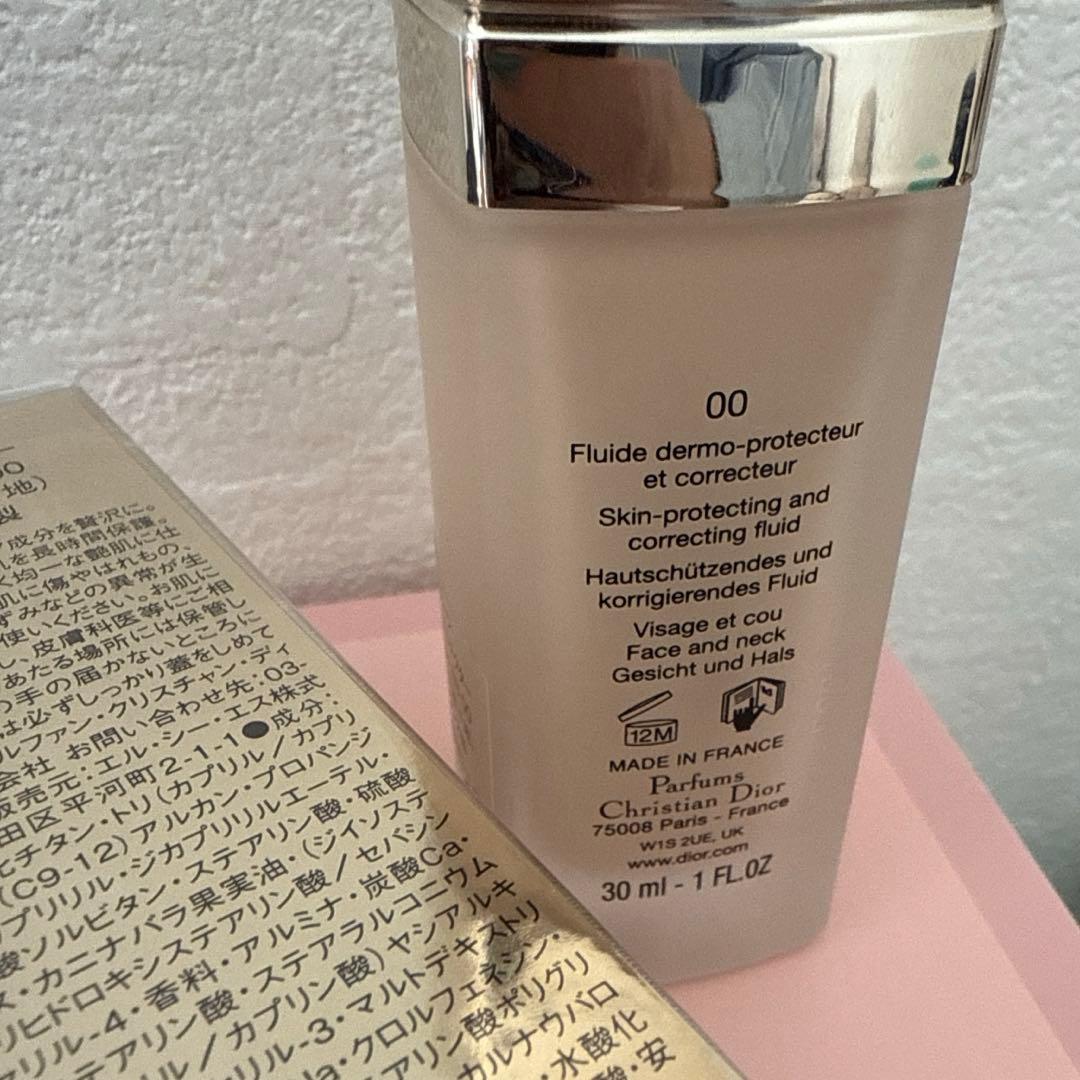 00
Fluide dermo-protecteur
et correcteur
Skin-protecting and
correcting fluid
Hautschützendes und
korrigierendes Fluid
Visage et cou
Face and neck
Gesicht und Hals
12M
MADE IN FRANCE
Parfums
Christian Dior
75008 Paris - France
W1S 2UE, UK
www.dior.com
30 ml - 1 FL.OZ
地)
製
成分を贅沢に。
を長時間保護。
均一な艶肌に仕
肌に傷やはれもの、
ずみなどの異常が生
使いください。お肌に
し、皮膚科医等にご相
あたる場所には保管し
の手の届かないところに
は必ずしっかり蓋をしめて
ルファン・クリスチャン・ディ
会社 お問い合わせ先:03-
販売元:エル・シー・エス株式
田区平河町2-1-1●成分:
チタン・トリ(カプリル/カプリ
(C9-12)アルカン・プロパンジ
プリリル・ジカプリリルエーテル・
酸ソルビタン・ステアリン酸・硫酸
ス・カニナバラ果実油・(ジイソステ
リヒドロキシステアリン酸/セバシン
リル-4・香料・アルミナ・炭酸Ca・
テアリン酸・ステアラルコニウム
ル/カプリン酸)ヤシアルキ
リル-3・マルトデキストリ
a・クロルフェネシン・
アリン酸ポリグリ
カルナウバロ
・水酸化
酸・安